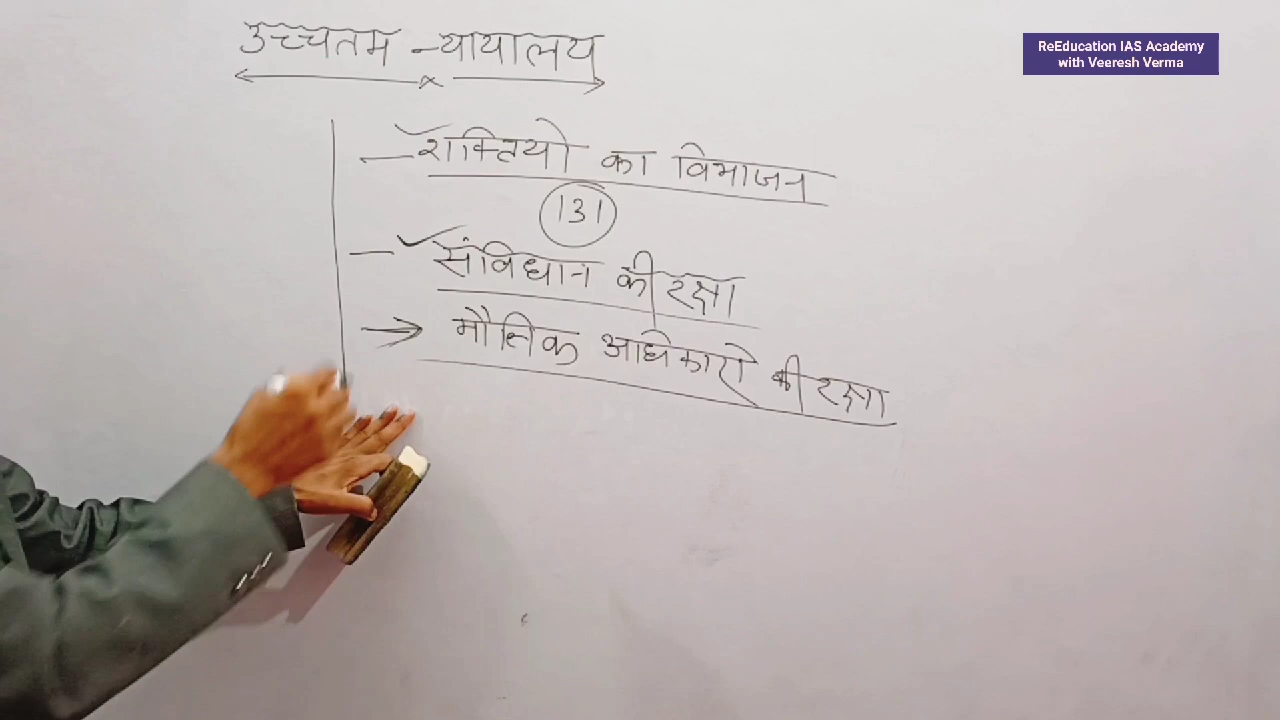 उच्चतम न्यायालय
ReEducation IAS Academy
with Veeresh Verma
शक्तियो का विभाजन
131
संविधान की रक्षा
मौलिक अधिकारो की रक्षा